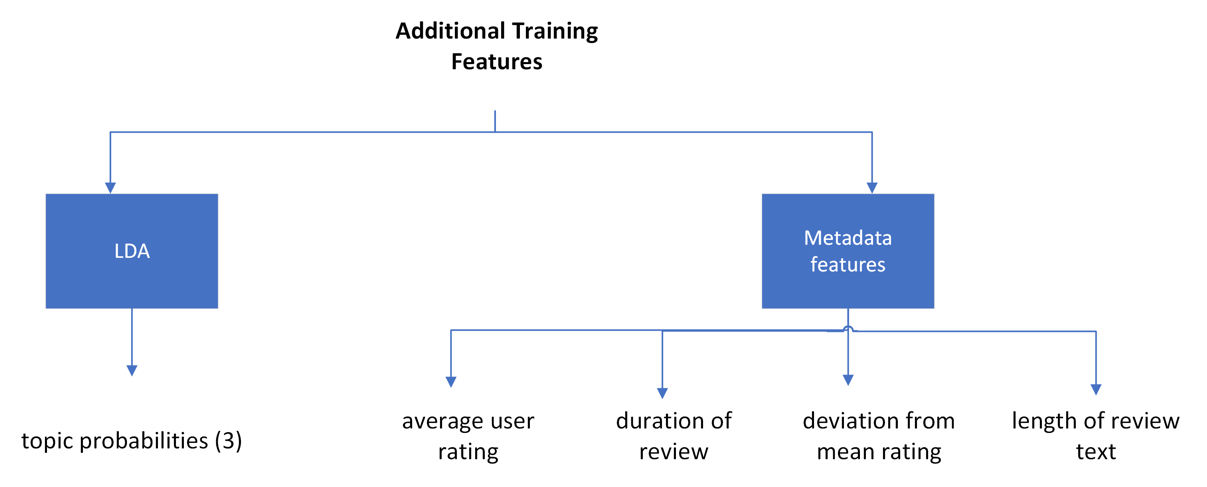 Additional Training
Features
LDA
Metadata
features
topic probabilities (3)
average user
rating
duration of
review
deviation from
mean rating
length of review
text